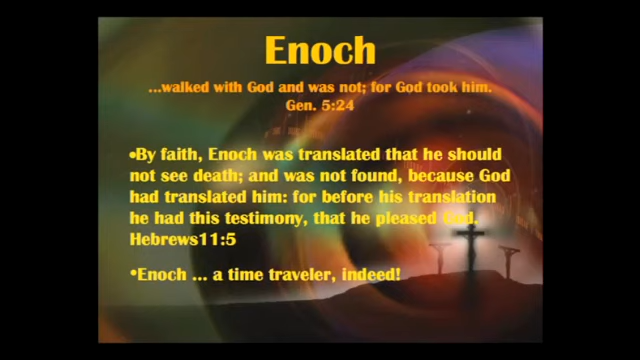 Enoch
...walked with God and was not; for God took him.
Gen. 5:24
•By faith, Enoch was translated that he should
not see death; and was not found, because God
had translated him: for before his translation
he had this testimony, that he pleased God.
Hebrews11:5
•Enoch ... a time traveler, indeed!